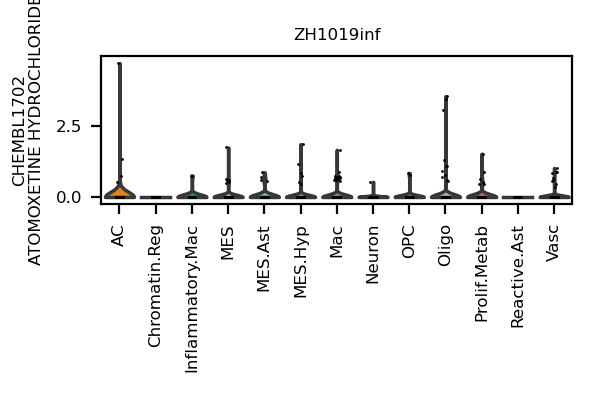 ZH1019inf
CHEMBL1702
ATOMOXETINE HYDROCHLORIDE
2.5
0.0
AC
Chromatin.Reg
Inflammatory.Mac
MES
MES.Ast
MES.Hyp
Mac
Neuron
OPC
Oligo
Prolif.Metab
Reactive.Ast
Vasc